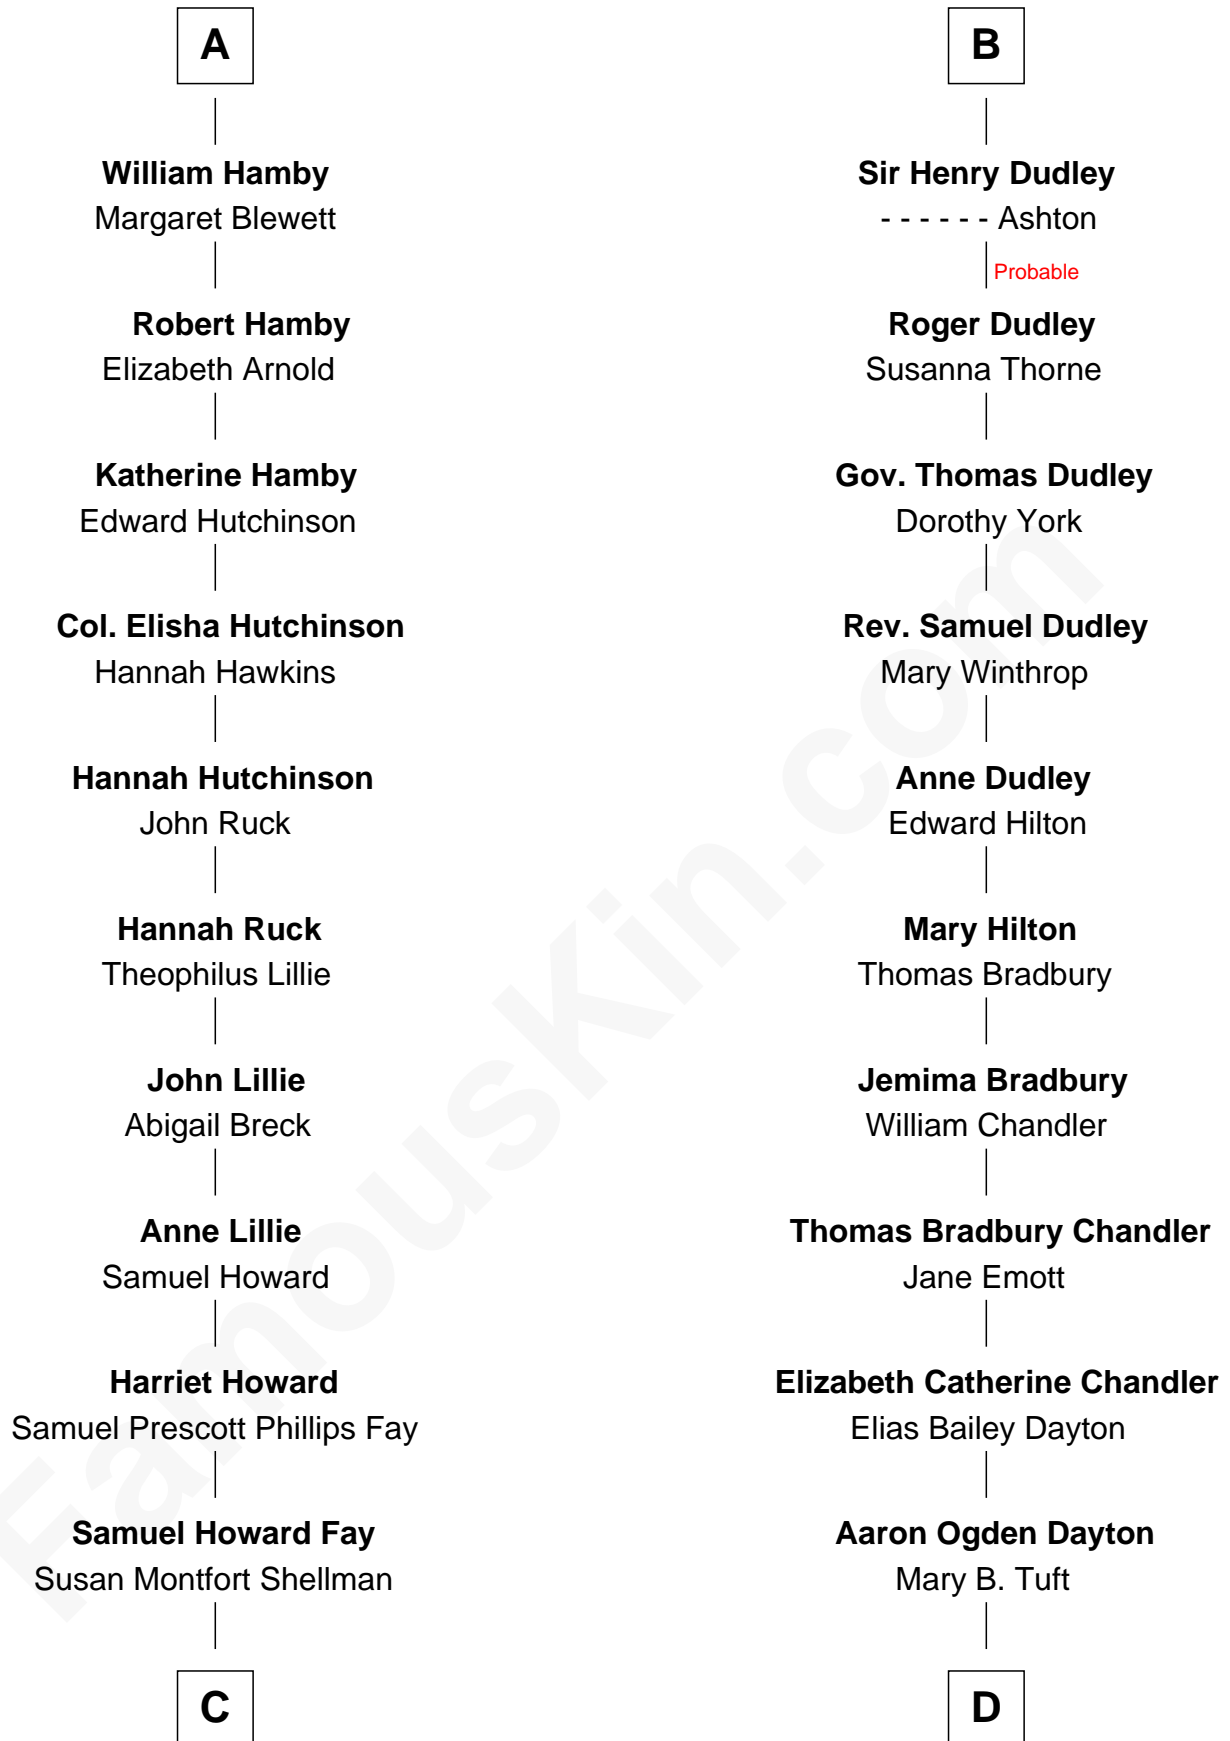 A
William Hamby
Margaret Blewett
Robert Hamby
Elizabeth Arnold
Katherine Hamby
Edward Hutchinson
Col. Elisha Hutchinson
Hannah Hawkins
Hannah Hutchinson
John Ruck
Hannah Ruck
Theophilus Lillie
John Lillie
Abigail Breck
Anne Lillie
Samuel Howard
Harriet Howard
Samuel Prescott Phillips Fay
Samuel Howard Fay
Susan Montfort Shellman
C
B
Sir Henry Dudley
- - - - - - Ashton
Probable
Roger Dudley
Susanna Thorne
Gov. Thomas Dudley
Dorothy York
Rev. Samuel Dudley
Mary Winthrop
Anne Dudley
Edward Hilton
Mary Hilton
Thomas Bradbury
Jemima Bradbury
William Chandler
Thomas Bradbury Chandler
Jane Emott
Elizabeth Catherine Chandler
Elias Bailey Dayton
Aaron Ogden Dayton
Mary B. Tuft
D
FamousKin.com